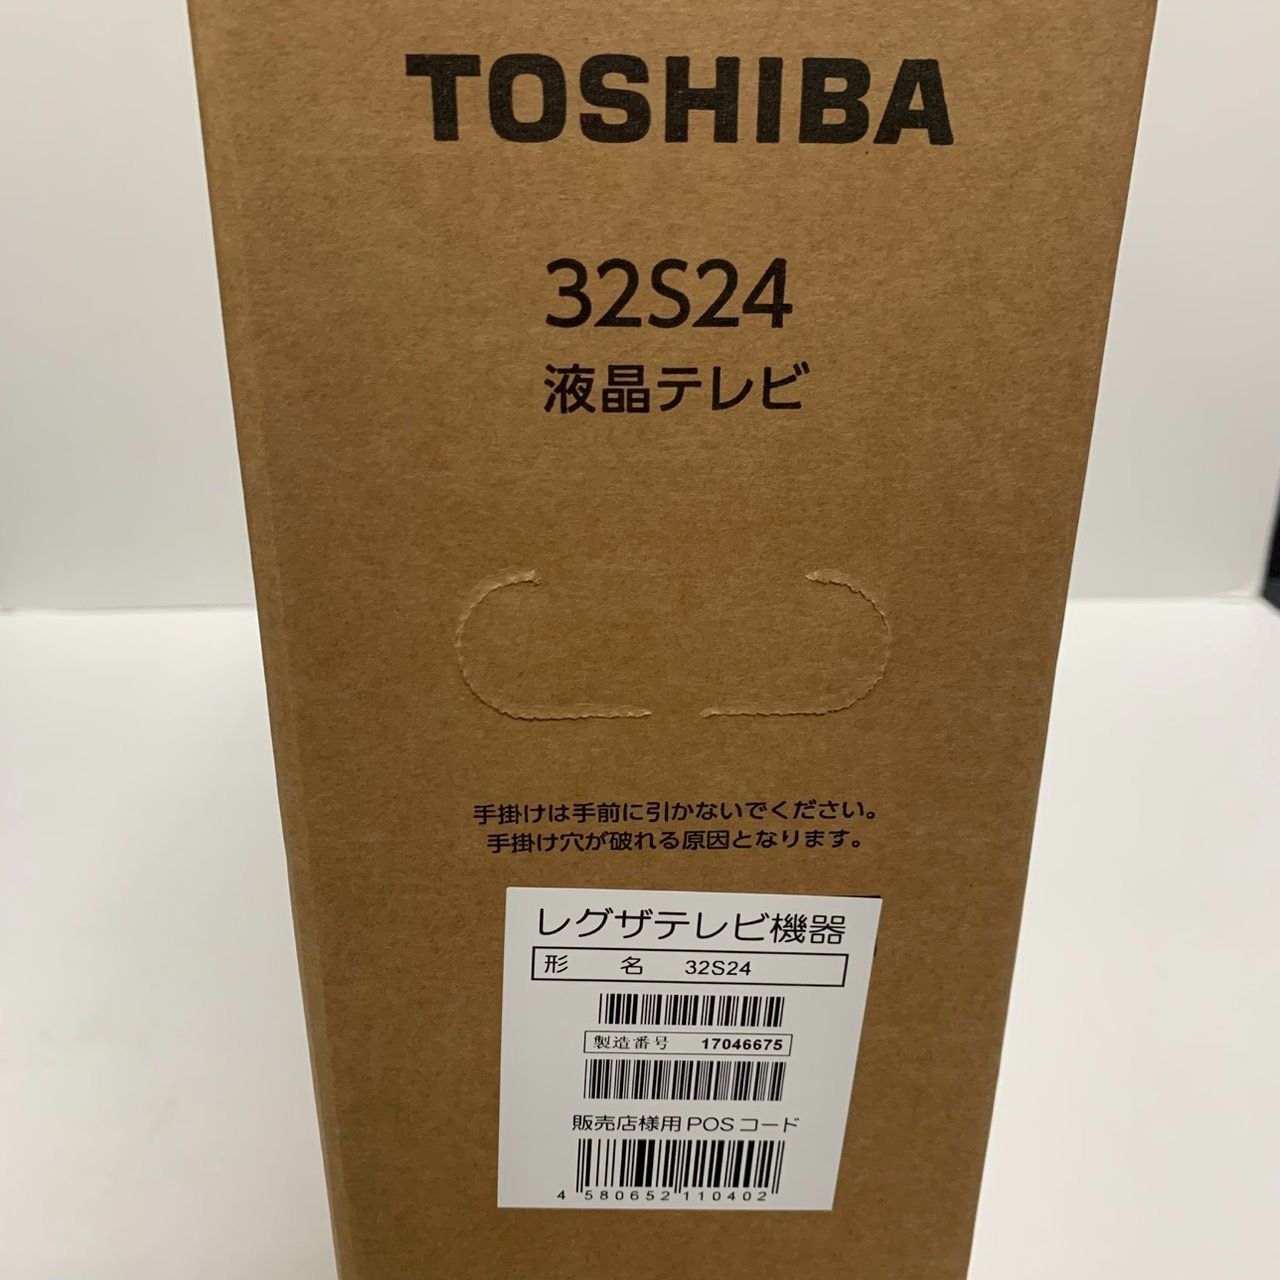 TOSHIBA
32S24
液晶テレビ
手掛けは手前に引かないでください。
手掛け穴が破れる原因となります。
レグザテレビ機器
形 名 32S24
製造番号 17046675
販売店様用POSコード
4 580652 110402